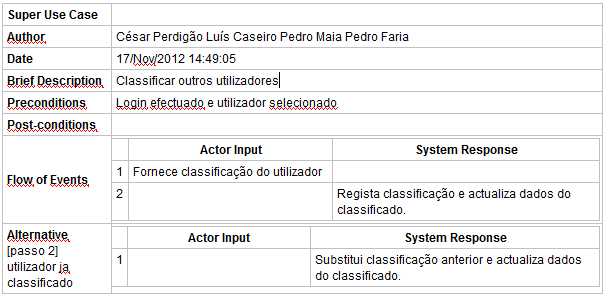 Super Use Case
Author César Perdigão Luís Caseiro Pedro Maia Pedro Faria
Date 17/Nov/2012 14:49:05
Brief Description Classificar outros utilizadores
Preconditions Login efectuado e utilizador selecionado
Post-conditions
Flow of Events
Actor Input System Response
1 Fornece classificação do utilizador
2 Regista classificação e actualiza dados do
classificado.
Alternative
[passo 2]
utilizador ja
classificado
Actor Input System Response
1 Substitui classificação anterior e actualiza dados
do classificado.